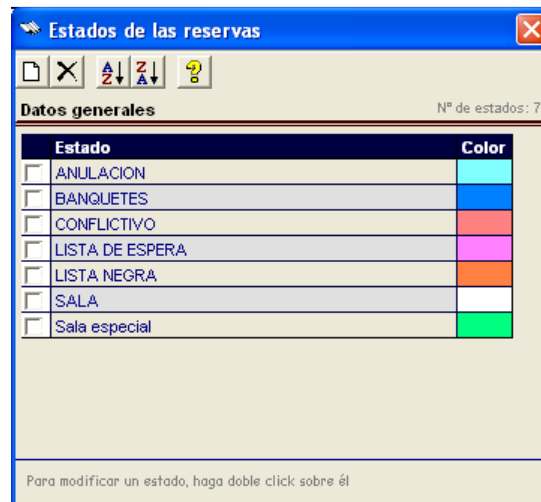 Estados de las reservas
Datos generales Nº de estados: 7
Estado Color
ANULACION
BANQUETES
CONFLICTIVO
LISTA DE ESPERA
LISTA NEGRA
SALA
Sala especial
Para modificar un estado, haga doble click sobre él